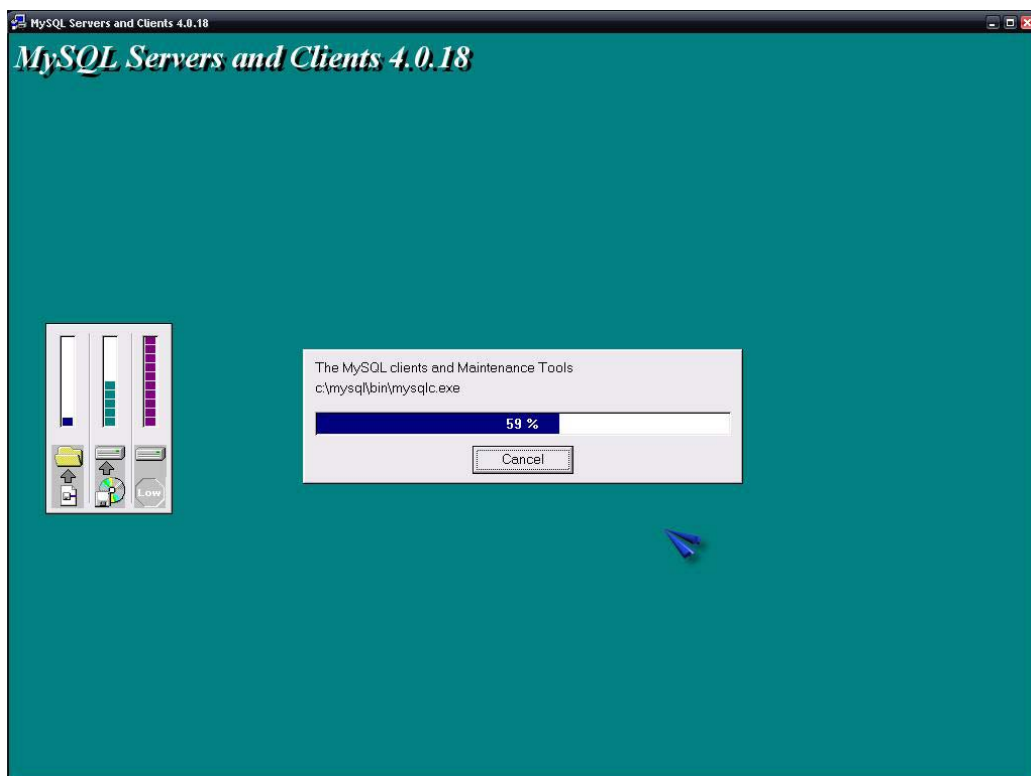 MySQL Servers and Clients 4.0.18
MySQL Servers and Clients 4.0.18
The MySQL clients and Maintenance Tools
c:\mysql\bin\mysqlc.exe
59 %
Cancel
Low